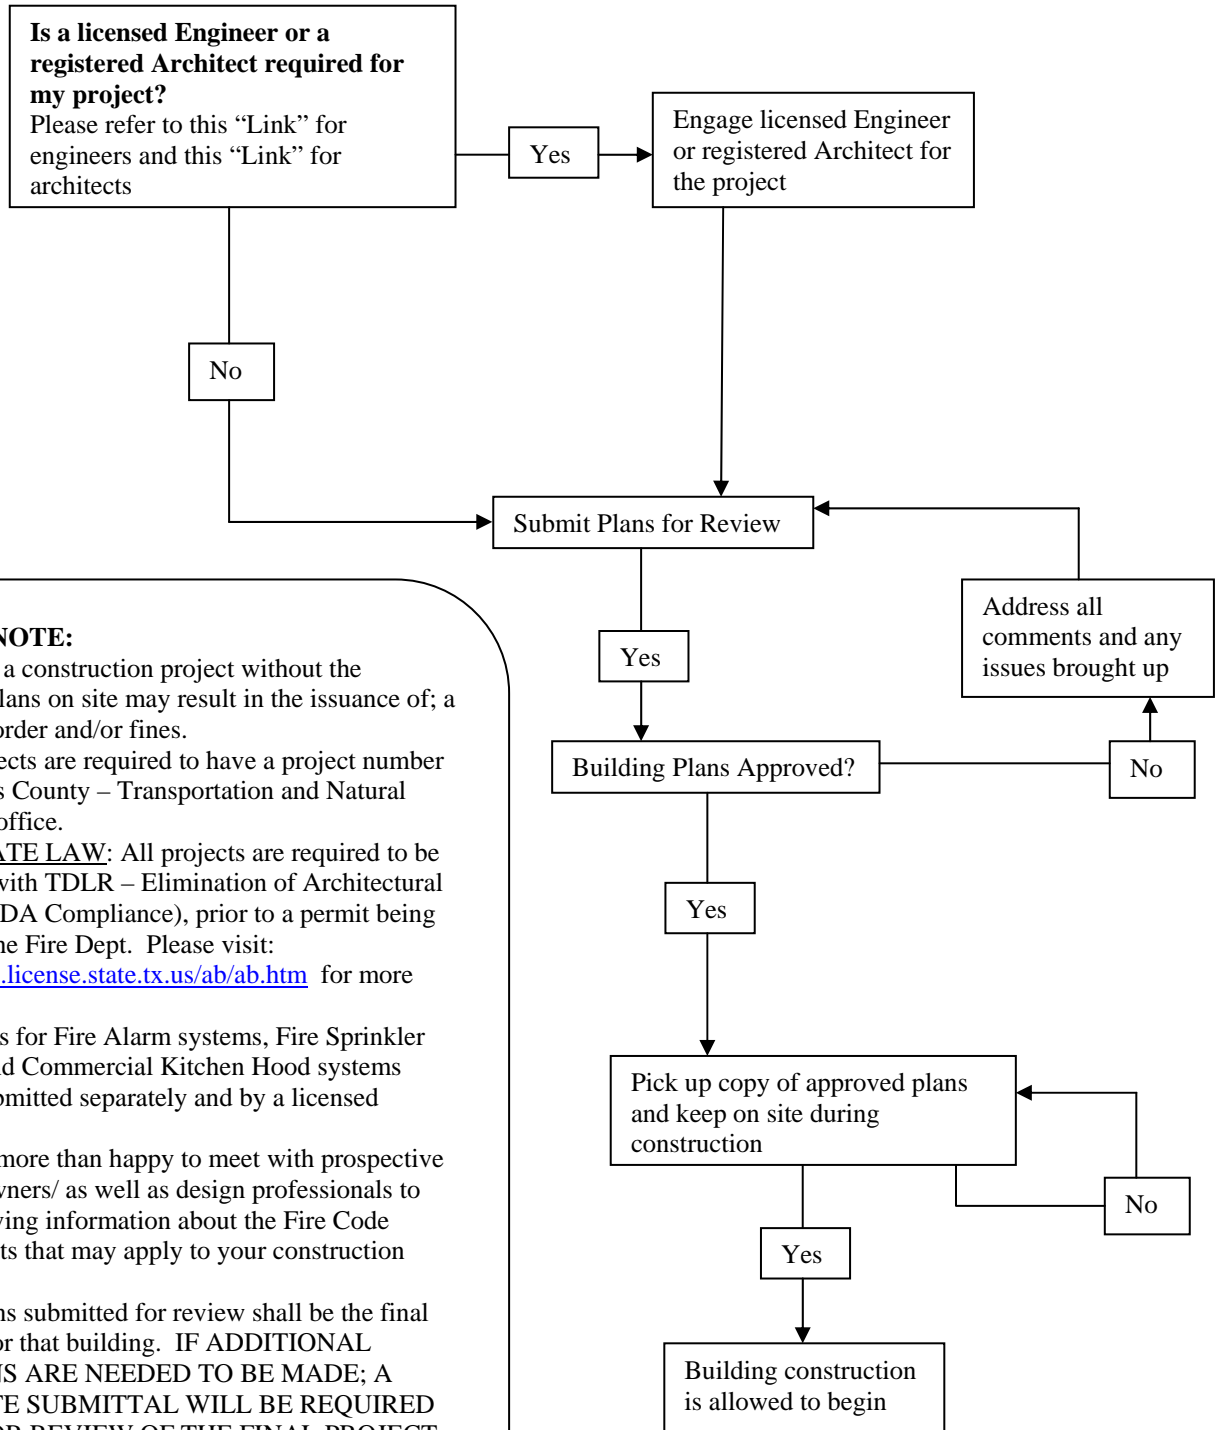 Is a licensed Engineer or a
registered Architect required for
my project?
Please refer to this “Link” for
engineers and this “Link” for
architects
Yes
Engage licensed Engineer
or registered Architect for
the project
No
Submit Plans for Review
Address all
comments and any
issues brought up
Yes
Building Plans Approved?
No
Yes
Pick up copy of approved plans
and keep on site during
construction
No
Yes
Building construction
is allowed to begin
NOTE:
a construction project without the
plans on site may result in the issuance of; a
order and/or fines.
ects are required to have a project number
s County – Transportation and Natural
office.
ATE LAW: All projects are required to be
with TDLR – Elimination of Architectural
DA Compliance), prior to a permit being
he Fire Dept. Please visit:
.license.state.tx.us/ab/ab.htm for more
s for Fire Alarm systems, Fire Sprinkler
nd Commercial Kitchen Hood systems
bmitted separately and by a licensed
more than happy to meet with prospective
wners/ as well as design professionals to
ying information about the Fire Code
ts that may apply to your construction
ns submitted for review shall be the final
or that building. IF ADDITIONAL
NS ARE NEEDED TO BE MADE; A
TE SUBMITTAL WILL BE REQUIRED
OR REVIEW OF THE FINAL PROJECT